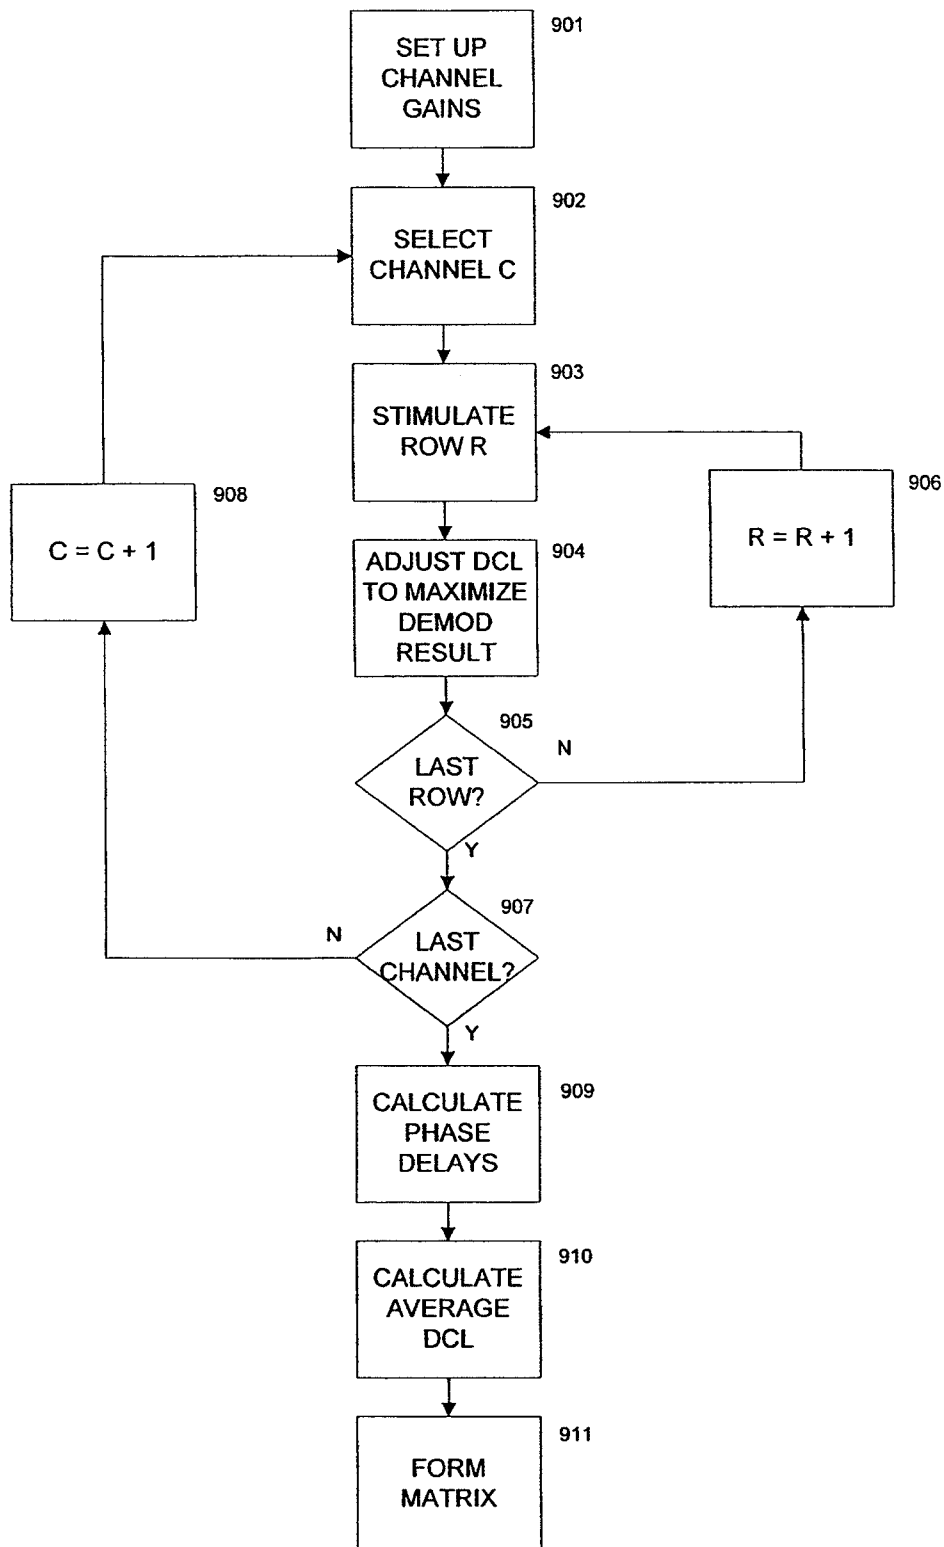 901
SET UP
CHANNEL
GAINS
902
SELECT
CHANNEL C
903
STIMULATE
ROW R
908
C = C + 1
906
R = R + 1
904
ADJUST DCL
TO MAXIMIZE
DEMOD
RESULT
905
N
LAST
ROW?
Y
907
N
LAST
CHANNEL?
Y
909
CALCULATE
PHASE
DELAYS
910
CALCULATE
AVERAGE
DCL
911
FORM
MATRIX